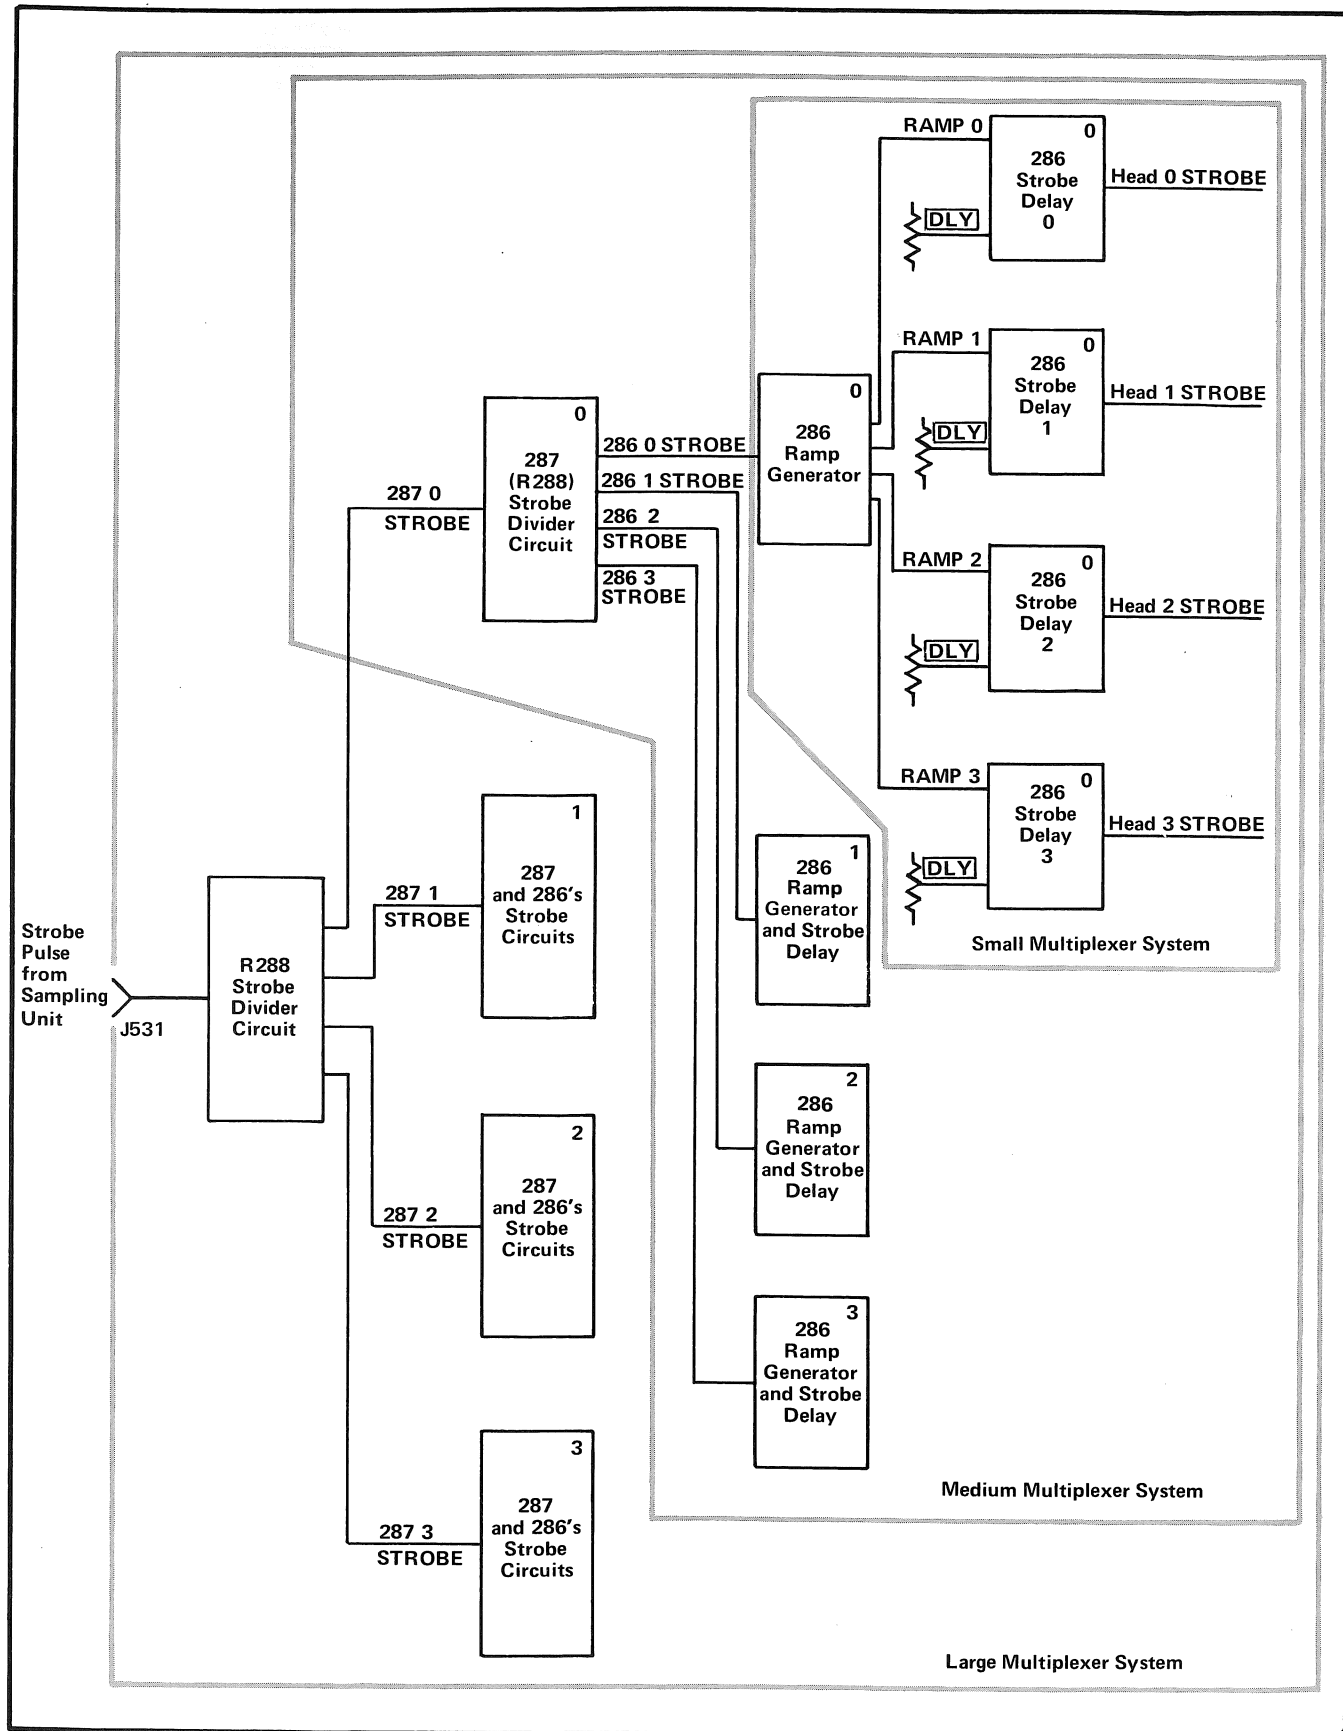 RAMP 0
0
286
Strobe
Delay
0
Head 0 STROBE
DLY
RAMP 1
0
286
Strobe
Delay
1
Head 1 STROBE
DLY
0
286
Ramp
Generator
0
287
(R288)
Strobe
Divider
Circuit
286 0 STROBE
286 1 STROBE
286 2
STROBE
286 3
STROBE
287 0
STROBE
RAMP 2
0
286
Strobe
Delay
2
Head 2 STROBE
DLY
RAMP 3
0
286
Strobe
Delay
3
Head 3 STROBE
DLY
Small Multiplexer System
1
287
and 286's
Strobe
Circuits
287 1
STROBE
1
286
Ramp
Generator
and Strobe
Delay
Strobe
Pulse
from
Sampling
Unit
J531
R288
Strobe
Divider
Circuit
2
286
Ramp
Generator
and Strobe
Delay
2
287
and 286's
Strobe
Circuits
287 2
STROBE
3
286
Ramp
Generator
and Strobe
Delay
3
287
and 286's
Strobe
Circuits
287 3
STROBE
Medium Multiplexer System
Large Multiplexer System